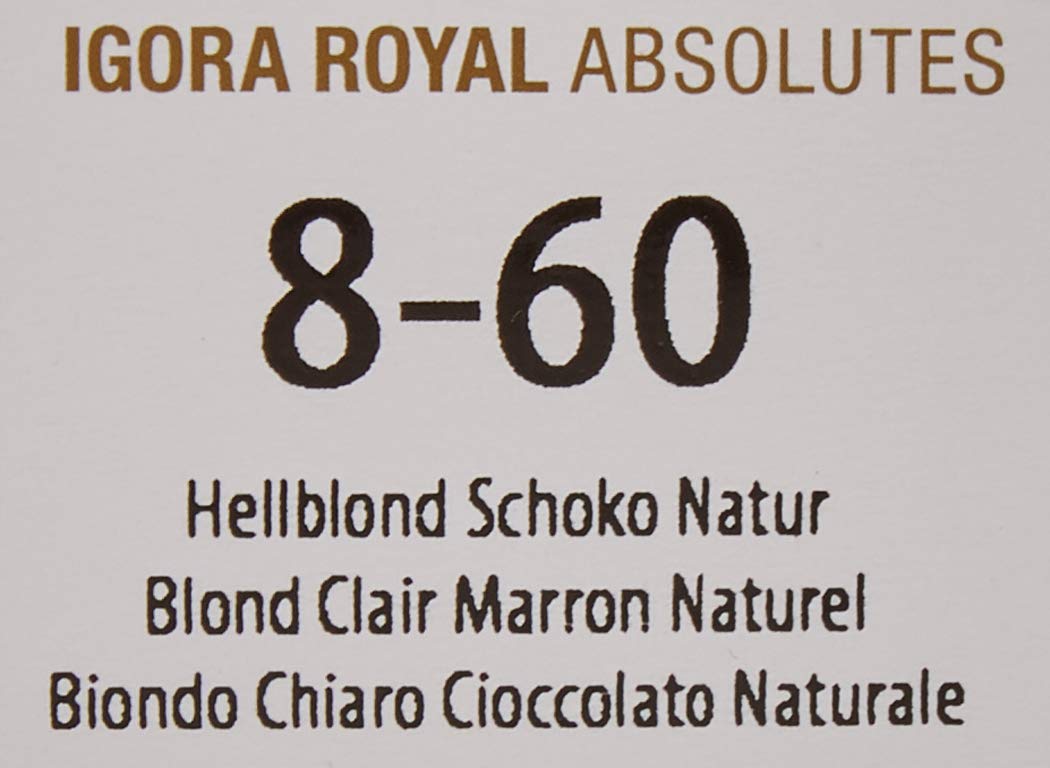 IGORA ROYAL ABSOLUTES
8-60
Hellblond Schoko Natur
Blond Clair Marron Naturel
Biondo Chiaro Cioccolato Naturale